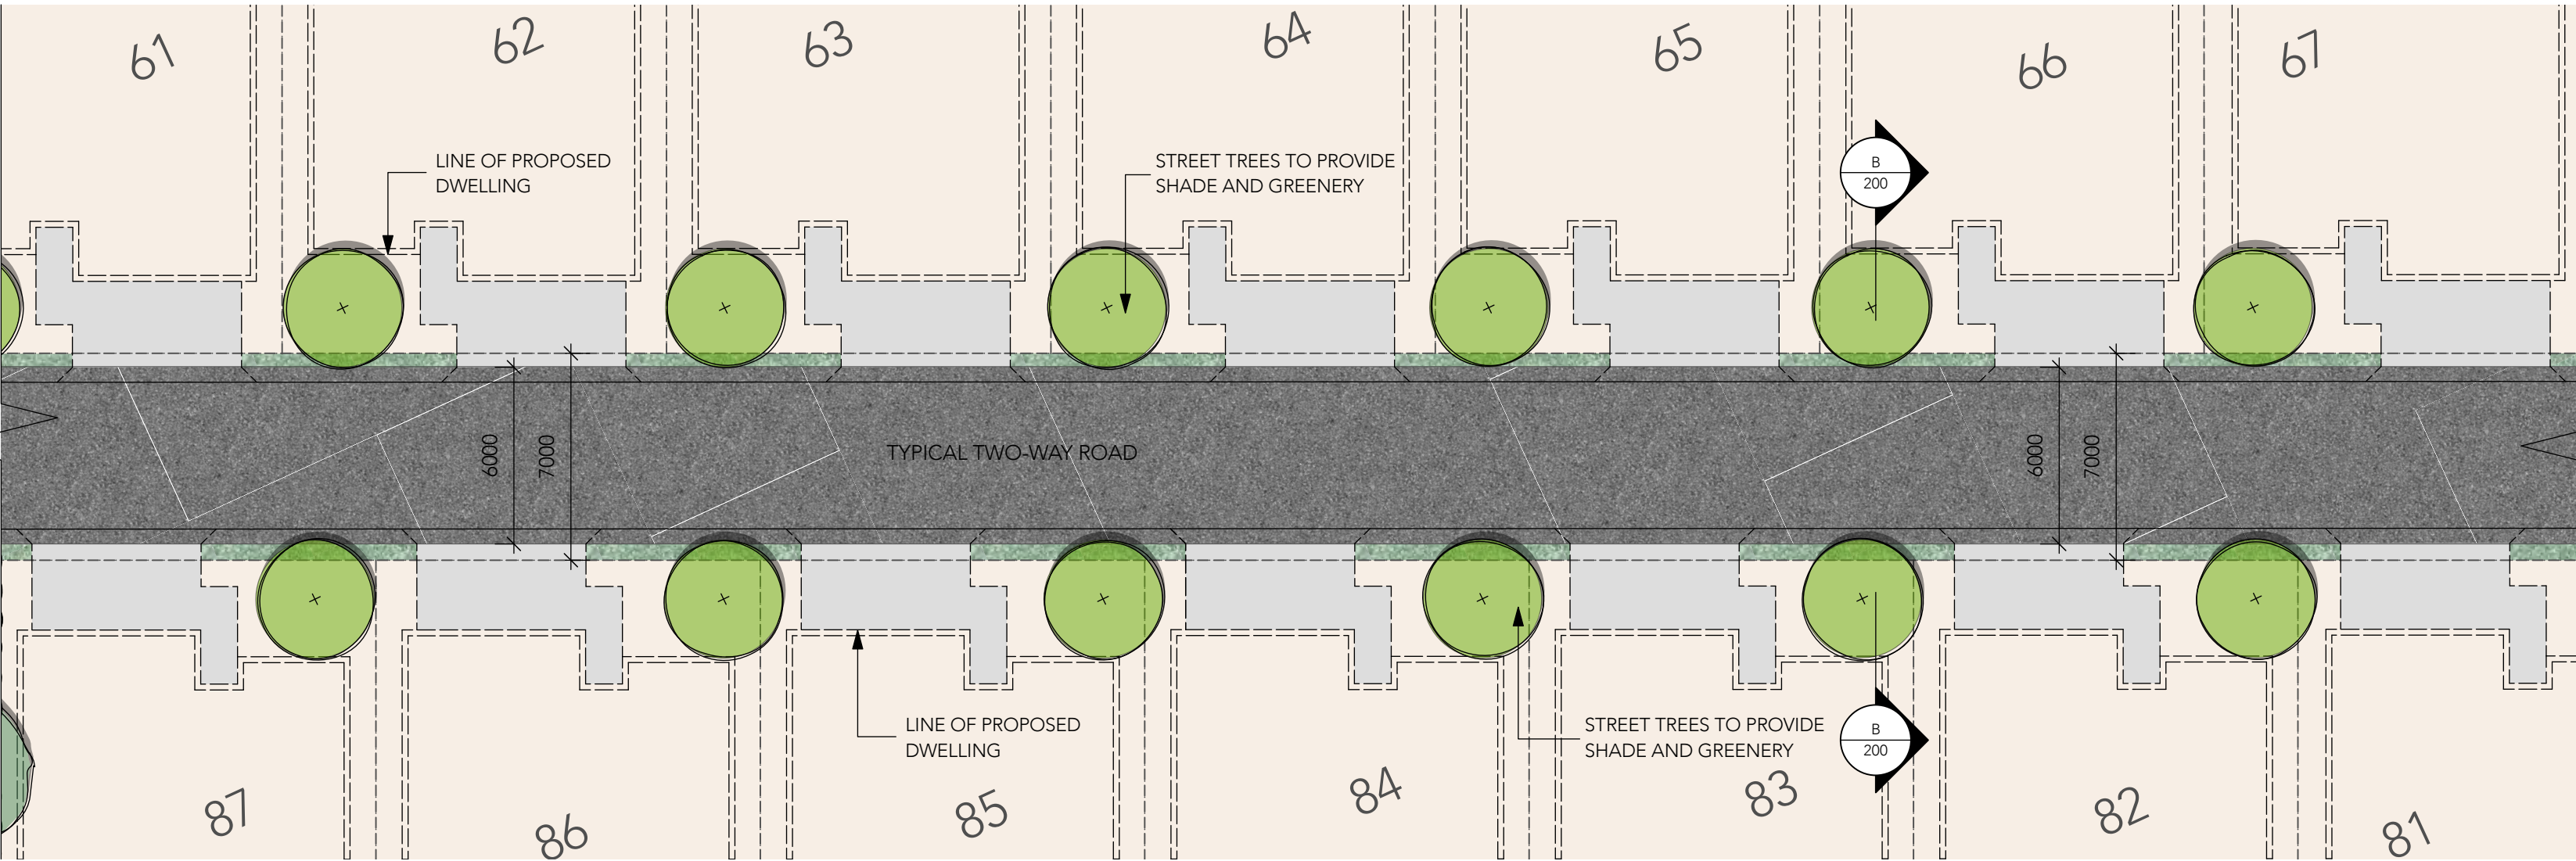 61
62
63
64
65
66
67
LINE OF PROPOSED
DWELLING
STREET TREES TO PROVIDE
SHADE AND GREENERY
B
200
6000
7000
TYPICAL TWO-WAY ROAD
6000
7000
LINE OF PROPOSED
DWELLING
STREET TREES TO PROVIDE
SHADE AND GREENERY
B
200
87
86
85
84
83
82
81